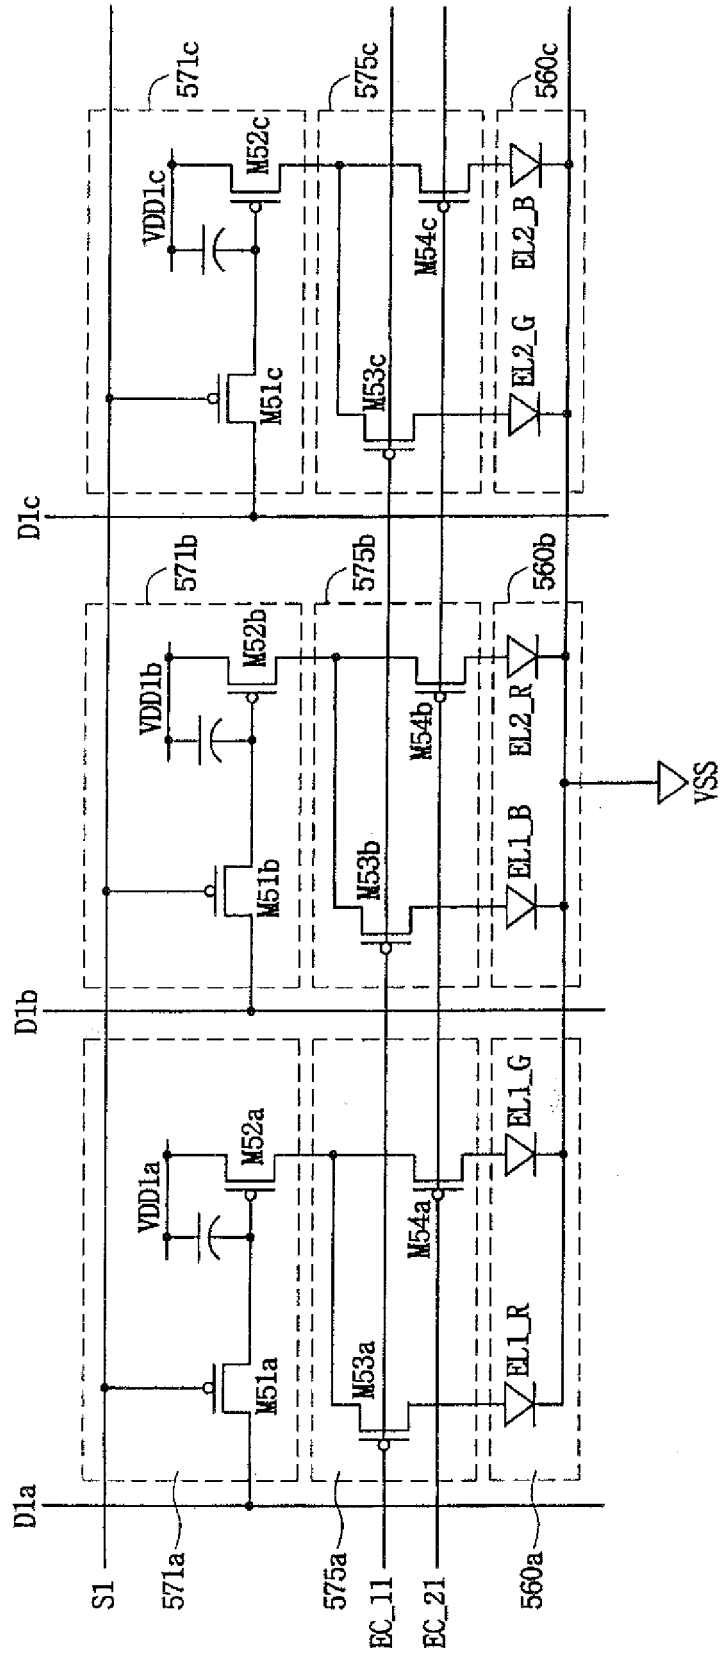 D1a
D1b
D1c
S1
571a
571b
571c
VDD1a
VDD1b
VDD1c
M51a
M52a
M51b
M52b
M51c
M52c
575a
575b
575c
EC_11
EC_21
M53a
M54a
M53b
M54b
M53c
M54c
560a
560b
560c
EL1_R
EL1_G
EL1_B
EL2_R
EL2_G
EL2_B
VSS